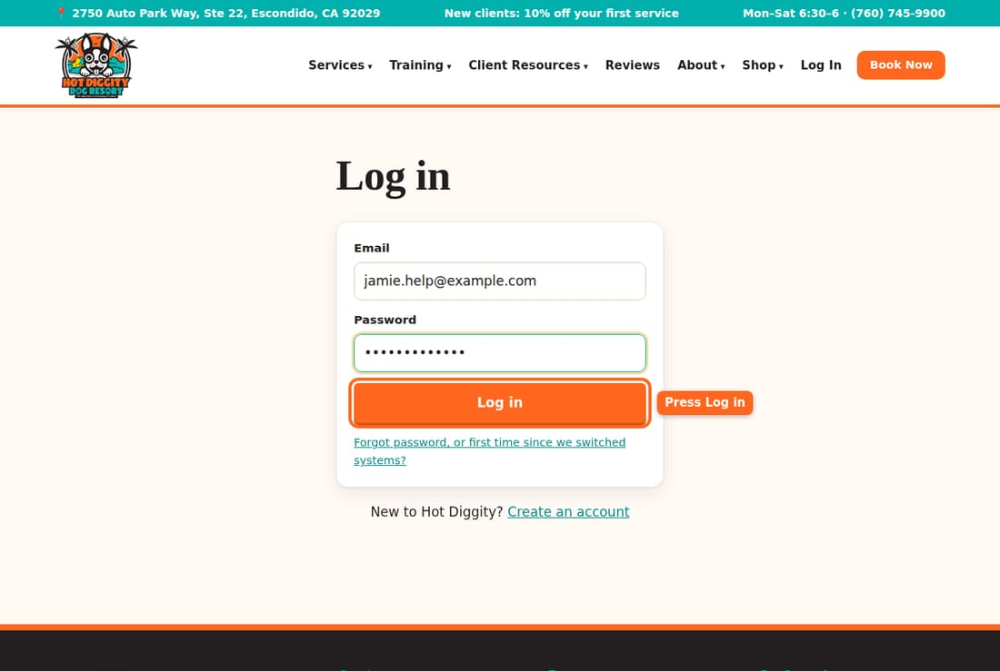 2750 Auto Park Way, Ste 22, Escondido, CA 92029
New clients: 10% off your first service
Mon–Sat 6:30–6 · (760) 745-9900
HOT DIGGITY
DOG RESORT
Services ▾
Training ▾
Client Resources ▾
Reviews
About ▾
Shop ▾
Log In
Book Now
Log in
Email
jamie.help@example.com
Password
•••••••••••••
Log in
Press Log in
Forgot password, or first time since we switched
systems?
New to Hot Diggity? Create an account